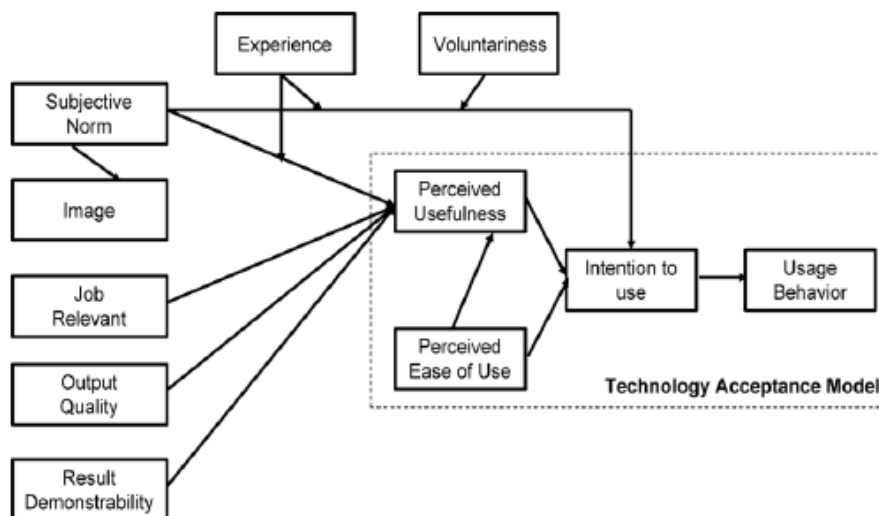 Experience
Voluntariness
Subjective
Norm
Image
Perceived
Usefulness
Job
Relevant
Intention to
use
Usage
Behavior
Perceived
Ease of Use
Output
Quality
Technology Acceptance Model
Result
Demonstrability